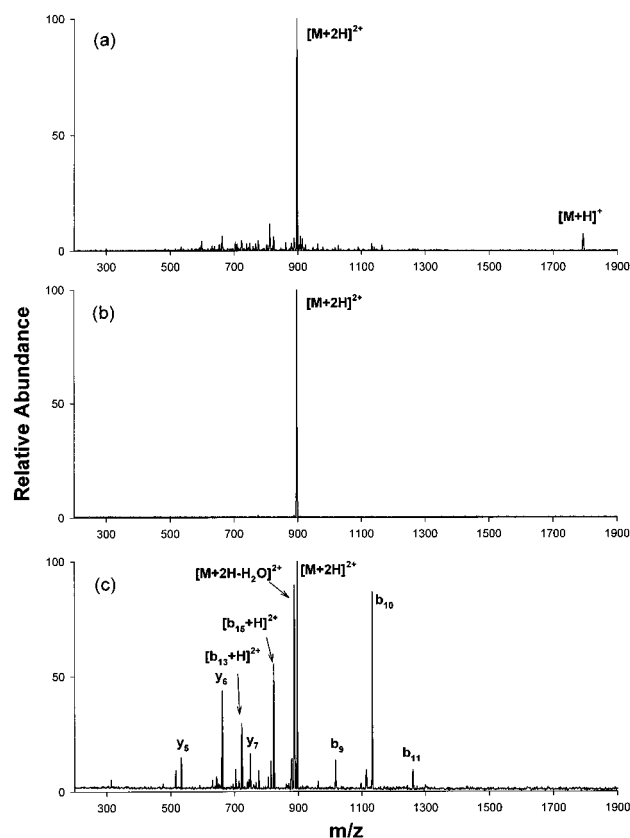 100
(a)
[M+2H]²⁺
50
[M+H]⁺
0
300 500 700 900 1100 1300 1500 1700 1900
100
(b)
[M+2H]²⁺
50
0
300 500 700 900 1100 1300 1500 1700 1900
Relative Abundance
100
(c)
[M+2H-H₂O]²⁺
[M+2H]²⁺
b₁₀
[b₁₅+H]²⁺
[b₁₃+H]²⁺
50
y₆
y₅
y₇
b₉
b₁₁
0
300 500 700 900 1100 1300 1500 1700 1900
m/z